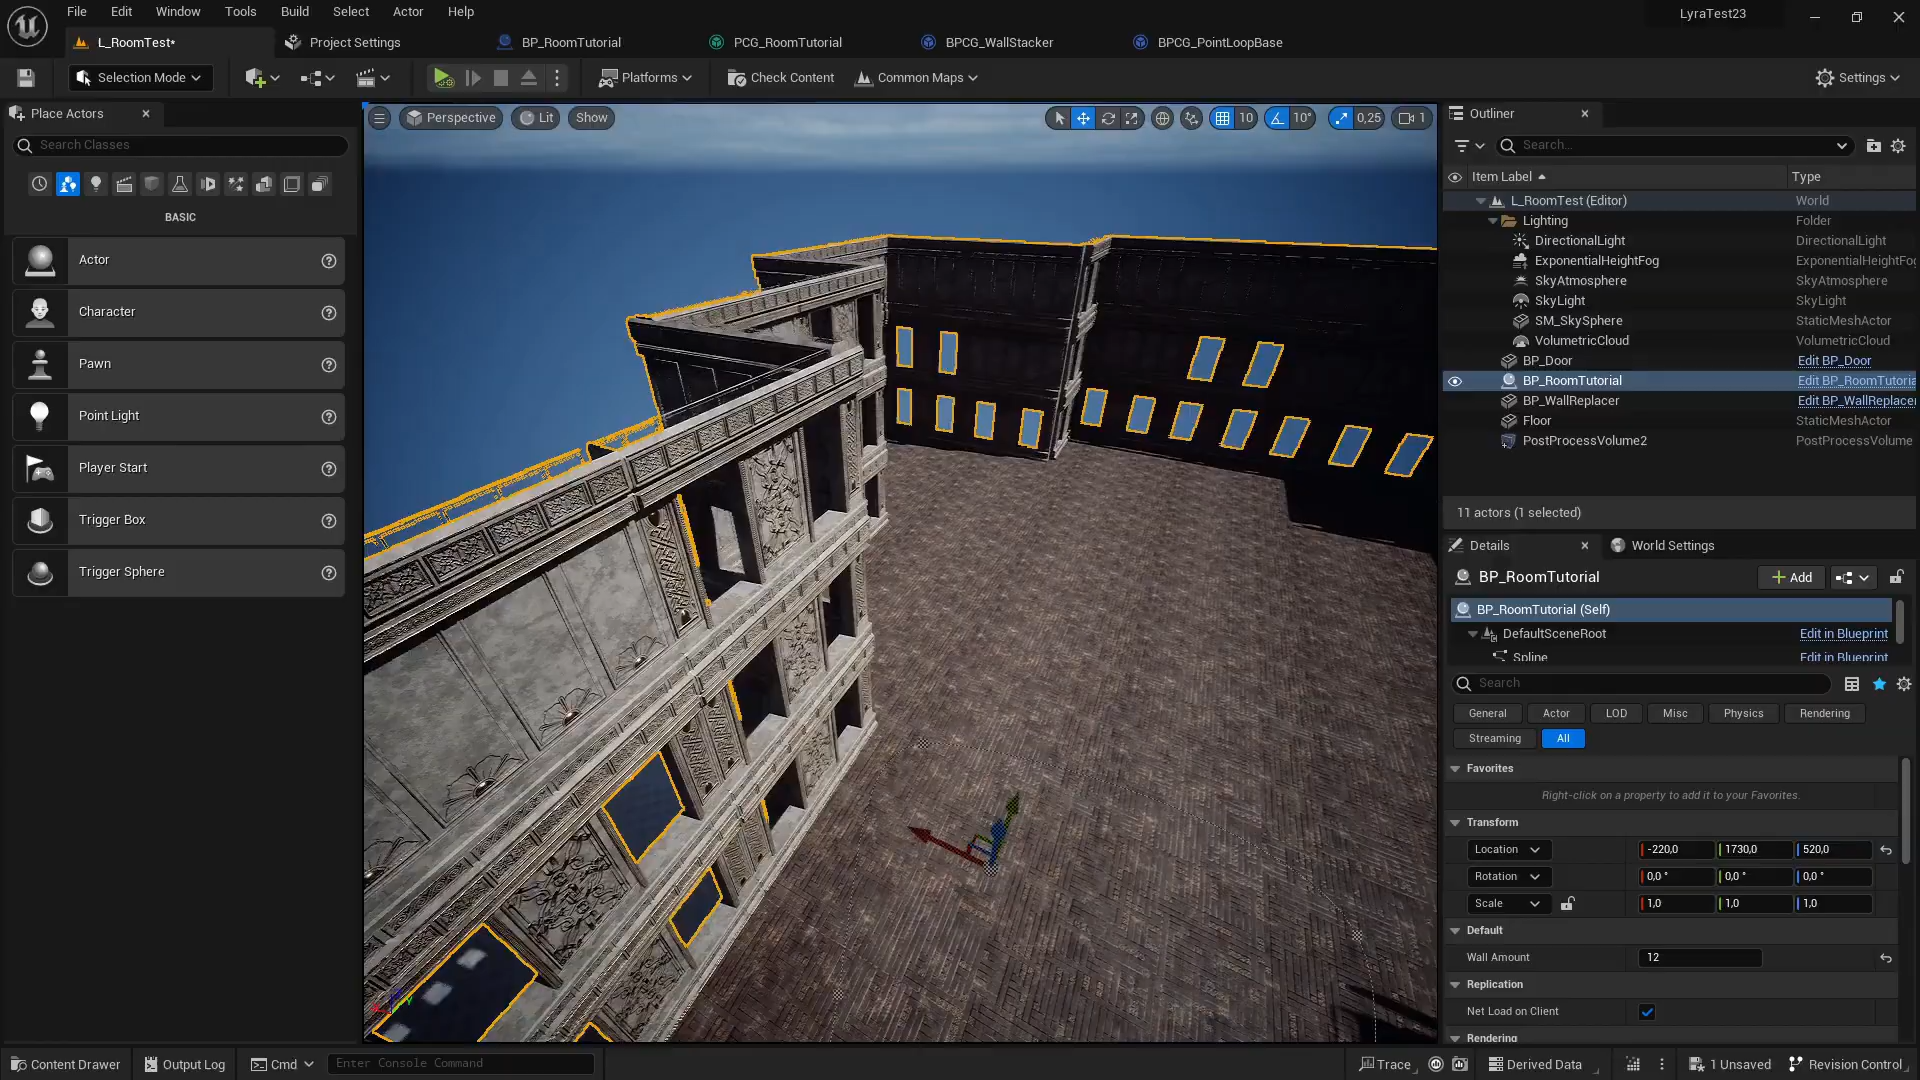 File Edit Window Tools Build Select Actor Help
LyraTest23
L_RoomTest*
Project Settings
BP_RoomTutorial
PCG_RoomTutorial
BPCG_WallStacker
BPCG_PointLoopBase
Selection Mode
Platforms
Check Content
Common Maps
Settings
Place Actors
Search Classes
BASIC
Actor
Character
Pawn
Point Light
Player Start
Trigger Box
Trigger Sphere
Perspective
Lit
Show
10
10°
0,25
1
Outliner
Search...
Item Label
Type
L_RoomTest (Editor) World
Lighting Folder
DirectionalLight DirectionalLight
ExponentialHeightFog ExponentialHeightFog
SkyAtmosphere SkyAtmosphere
SkyLight SkyLight
SM_SkySphere StaticMeshActor
VolumetricCloud VolumetricCloud
BP_Door Edit BP_Door
BP_RoomTutorial Edit BP_RoomTutoria
BP_WallReplacer Edit BP_WallReplacer
Floor StaticMeshActor
PostProcessVolume2 PostProcessVolume
11 actors (1 selected)
Details
World Settings
BP_RoomTutorial
Add
BP_RoomTutorial (Self)
DefaultSceneRoot Edit in Blueprint
Spline Edit in Blueprint
Search
General Actor LOD Misc Physics Rendering
Streaming All
Favorites
Right-click on a property to add it to your Favorites.
Transform
Location -220,0 1730,0 520,0
Rotation 0,0 ° 0,0 ° 0,0 °
Scale 1,0 1,0 1,0
Default
Wall Amount 12
Replication
Net Load on Client
Rendering
Content Drawer
Output Log
Cmd
Enter Console Command
Trace
Derived Data
1 Unsaved
Revision Control